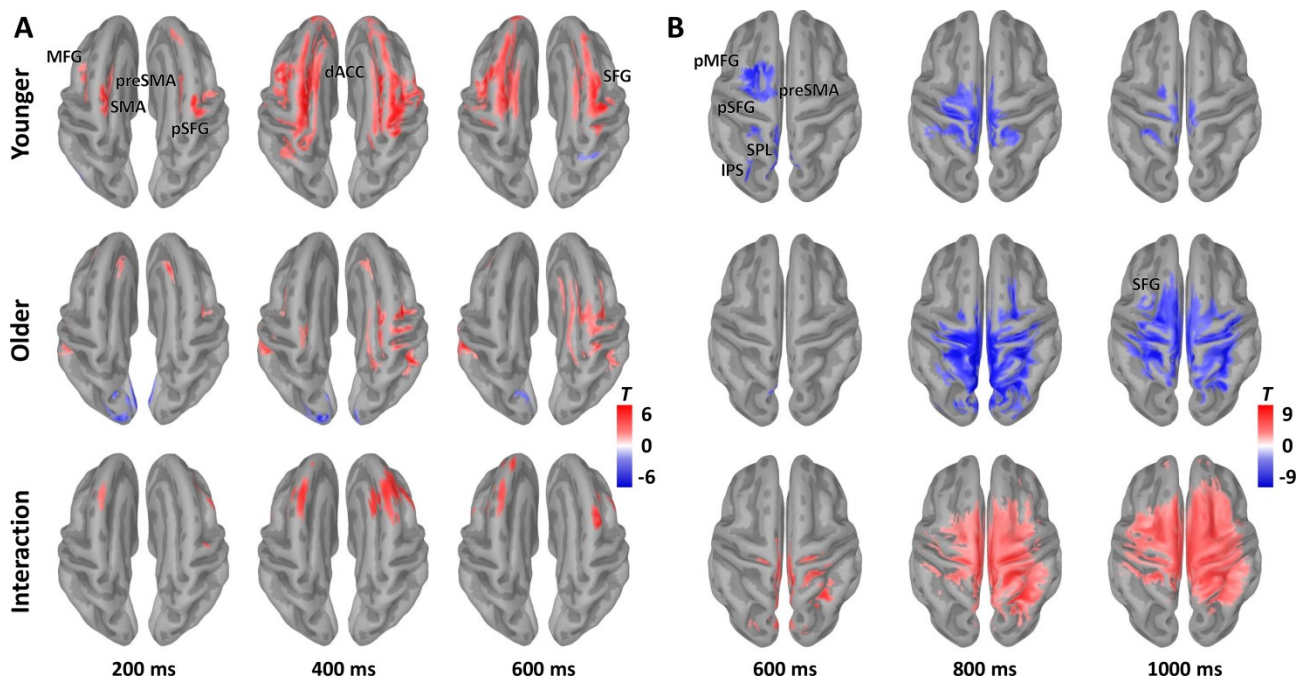 A
B
Younger
MFG
preSMA
SMA
pSFG
dACC
SFG
pMFG
preSMA
pSFG
SPL
IPS
Older
SFG
T
6
0
-6
T
9
0
-9
Interaction
200 ms
400 ms
600 ms
600 ms
800 ms
1000 ms